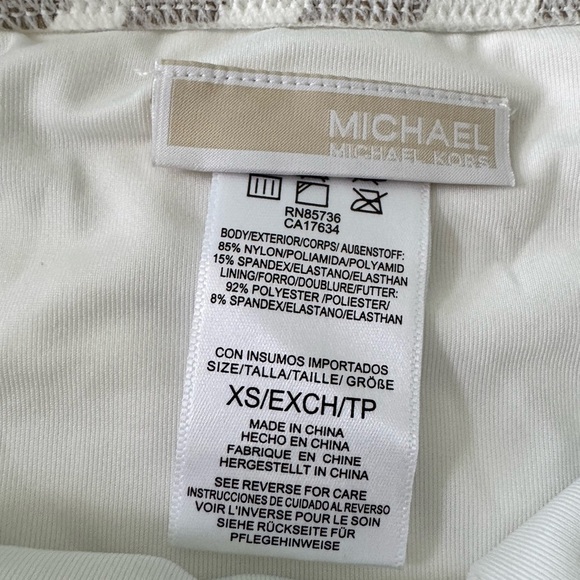 MICHAEL
MICHAEL KORS
RN85736
CA17634
BODY/EXTERIOR/CORPS/ AUßENSTOFF:
85% NYLON/POLIAMIDA/POLYAMID
15% SPANDEX/ELASTANO/ELASTHAN
LINING/FORRO/DOUBLURE/FUTTER:
92% POLYESTER /POLIESTER/
8% SPANDEX/ELASTANO/ELASTHAN
CON INSUMOS IMPORTADOS
SIZE/TALLA/TAILLE/ GRÖßE
XS/EXCH/TP
MADE IN CHINA
HECHO EN CHINA
FABRIQUE EN CHINE
HERGESTELLT IN CHINA
SEE REVERSE FOR CARE
INSTRUCCIONES DE CUIDADO AL REVERSO
VOIR L'INVERSE POUR LE SOIN
SIEHE RÜCKSEITE FÜR
PFLEGEHINWEISE